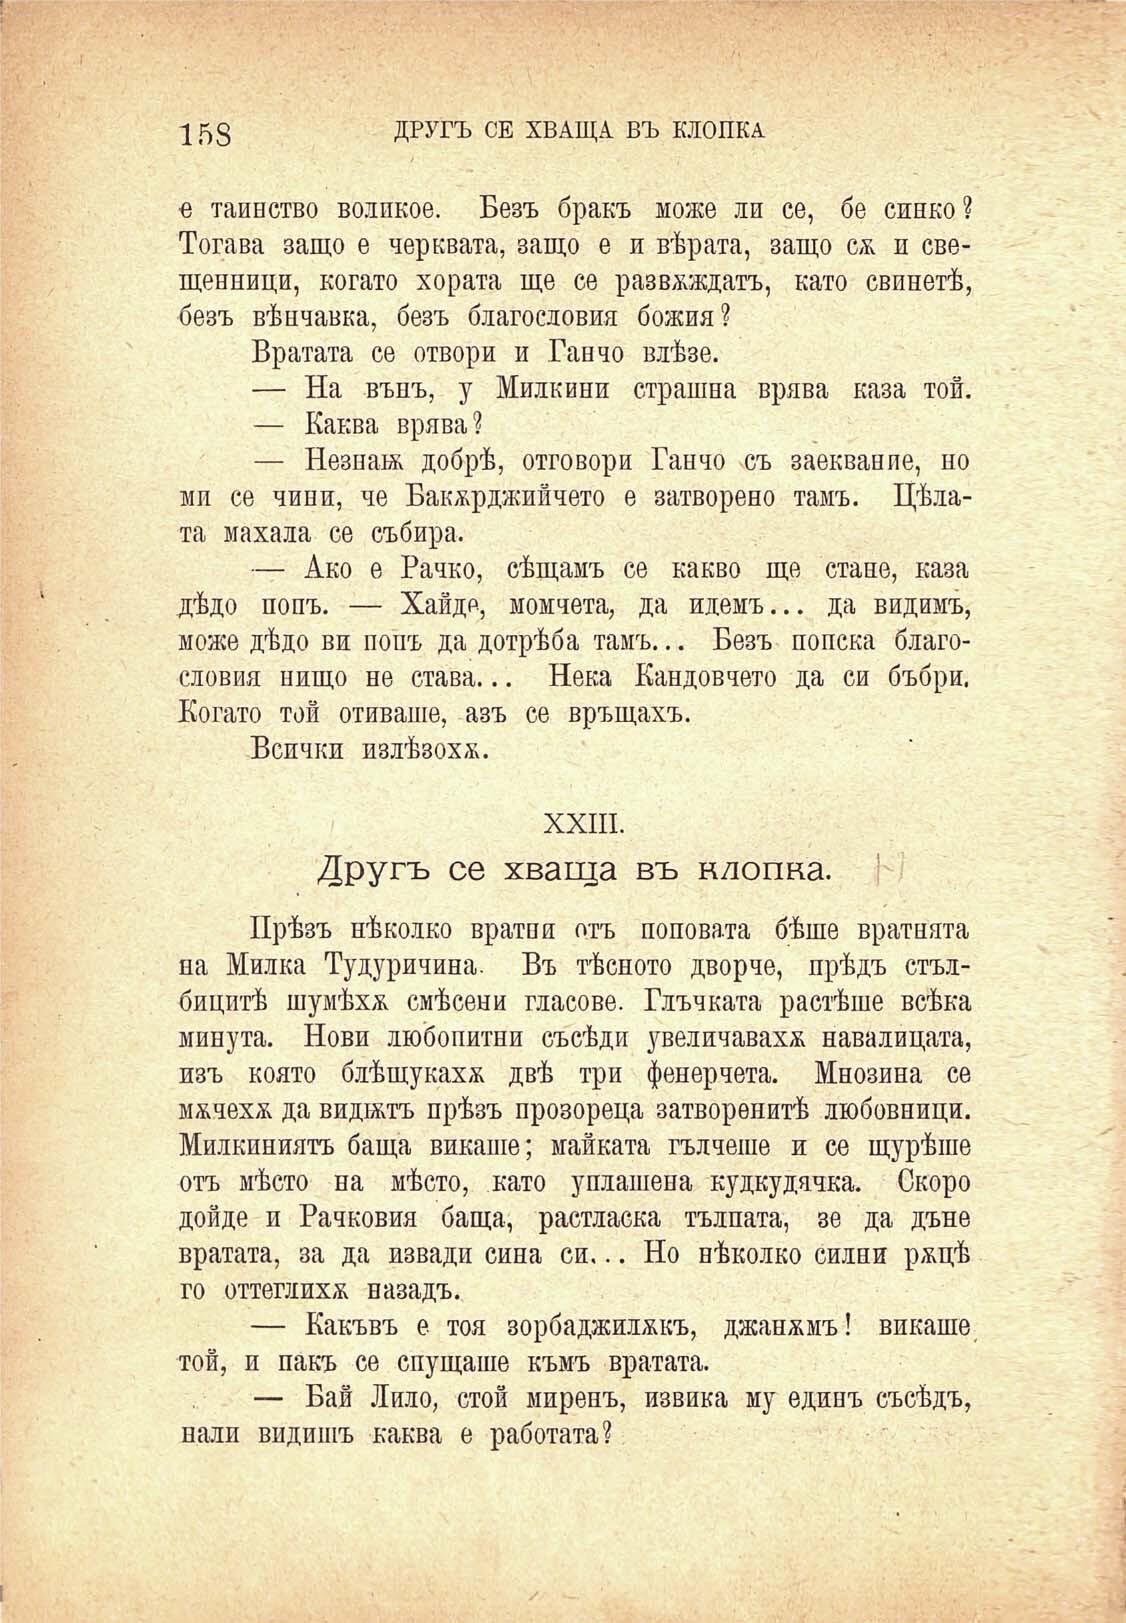 158 ДРУГЪ СЕ ХВАЩА ВЪ КЛОПКА
е таинство воликое. Безъ бракъ може ли се, бе синко?
Тогава защо е черквата, защо е и вѣрата, защо сѫ и све-
щенници, когато хората ще се развѫждатъ, като свинетѣ,
безъ вѣнчавка, безъ благословия божия?
Вратата се отвори и Ганчо влѣзе.
— На вънъ, у Милкини страшна врява каза той.
— Каква врява?
— Незнаѭ добрѣ, отговори Ганчо съ заекванпе, но
ми се чини, че Бакѫрджийчето е затворено тамъ. Цѣла-
та махала се събира.
— Ако е Рачко, сѣщамъ се какво ще стане, каза
дѣдо попъ. — Хайде, момчета, да идемъ... да видимъ,
може дѣдо ви попъ да дотрѣба тамъ... Безъ попска благо-
словия нищо не става... Нека Кандовчето да си бъбри.
Когато той отиваше, азъ се връщахъ.
Всички излѣзохѫ.
XXIII.
Другъ се хваща въ клопка.
Прѣзъ нѣколко вратни отъ поповата бѣше вратнята
на Милка Тудуричина. Въ тѣсното дворче, прѣдъ стъл-
бицитѣ шумѣхѫ смѣсени гласове. Глъчката растѣше всѣка
минута. Нови любопитни съсѣди увеличавахѫ навалицата,
изъ която блѣщукахѫ двѣ три фенерчета. Мнозина се
мѫчехѫ да видѭтъ прѣзъ прозореца затворенитѣ любовници.
Милкиниятъ баща викаше; майката гълчеше и се щурѣше
отъ мѣсто на мѣсто, като уплашена кудкудячка. Скоро
дойде и Рачковия баща, растласка тълпата, зе да дъне
вратата, за да извади сина си... Но нѣколко силни рѫцѣ
го оттеглихѫ назадъ.
— Какъвъ е тоя зорбаджилѫкъ, джанѫмъ! викаше
той, и пакъ се спущаше къмъ вратата.
— Бай Лило, стой миренъ, извика му единъ съсѣдъ,
нали видишъ каква е работата?